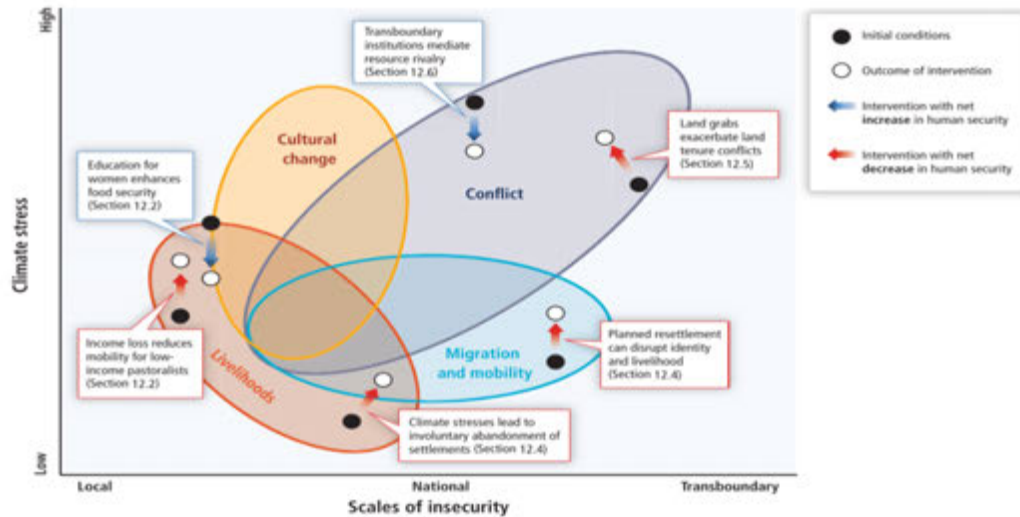 High
Climate stress
Low
Transboundary
institutions mediate
resource rivalry
(Section 12.6)
Cultural
change
Education for
women enhances
food security
(Section 12.2)
Conflict
Land grabs
exacerbate land
tenure conflicts
(Section 12.5)
Income loss reduces
mobility for low-
income pastoralists
(Section 12.2)
Livelihoods
Migration
and mobility
Planned resettlement
can disrupt identity
and livelihood
(Section 12.4)
Climate stresses lead to
involuntary abandonment of
settlements (Section 12.4)
Local
National
Transboundary
Scales of insecurity
Initial conditions
Outcome of intervention
Intervention with net
increase in human security
Intervention with net
decrease in human security